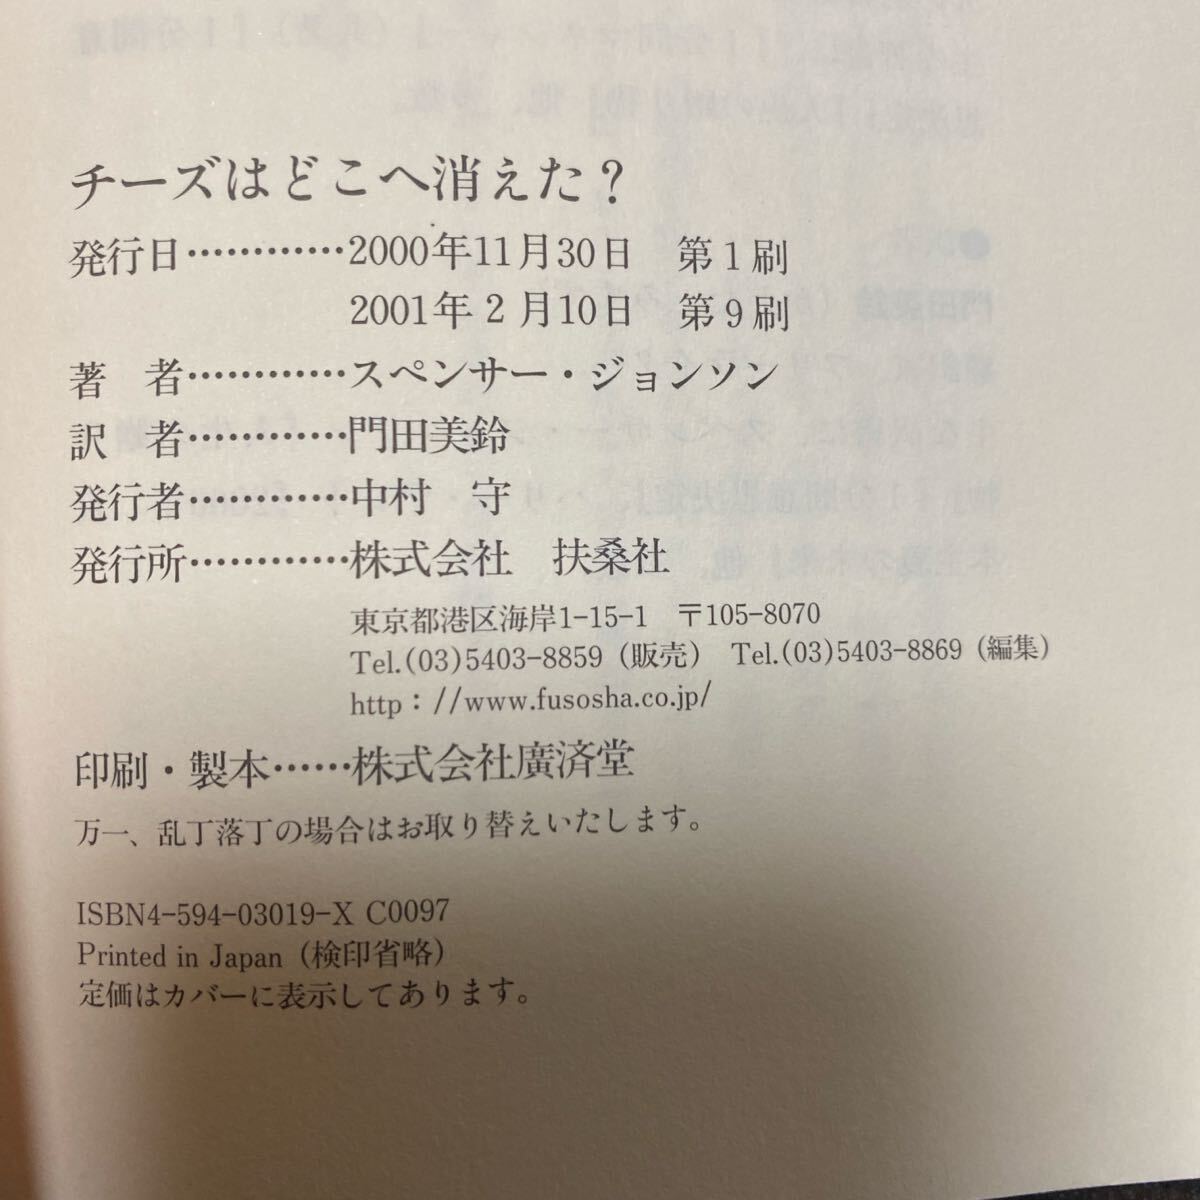 チーズはどこへ消えた？
発行日…………2000年11月30日　第1刷
2001年2月10日　第9刷
著　者…………スペンサー・ジョンソン
訳　者…………門田美鈴
発行者…………中村　守
発行所…………株式会社　扶桑社
東京都港区海岸1-15-1　〒105-8070
Tel.(03)5403-8859（販売）　Tel.(03)5403-8869（編集）
http：//www.fusosha.co.jp/
印刷・製本……株式会社廣済堂
万一、乱丁落丁の場合はお取り替えいたします。
ISBN4-594-03019-X C0097
Printed in Japan（検印省略）
定価はカバーに表示してあります。